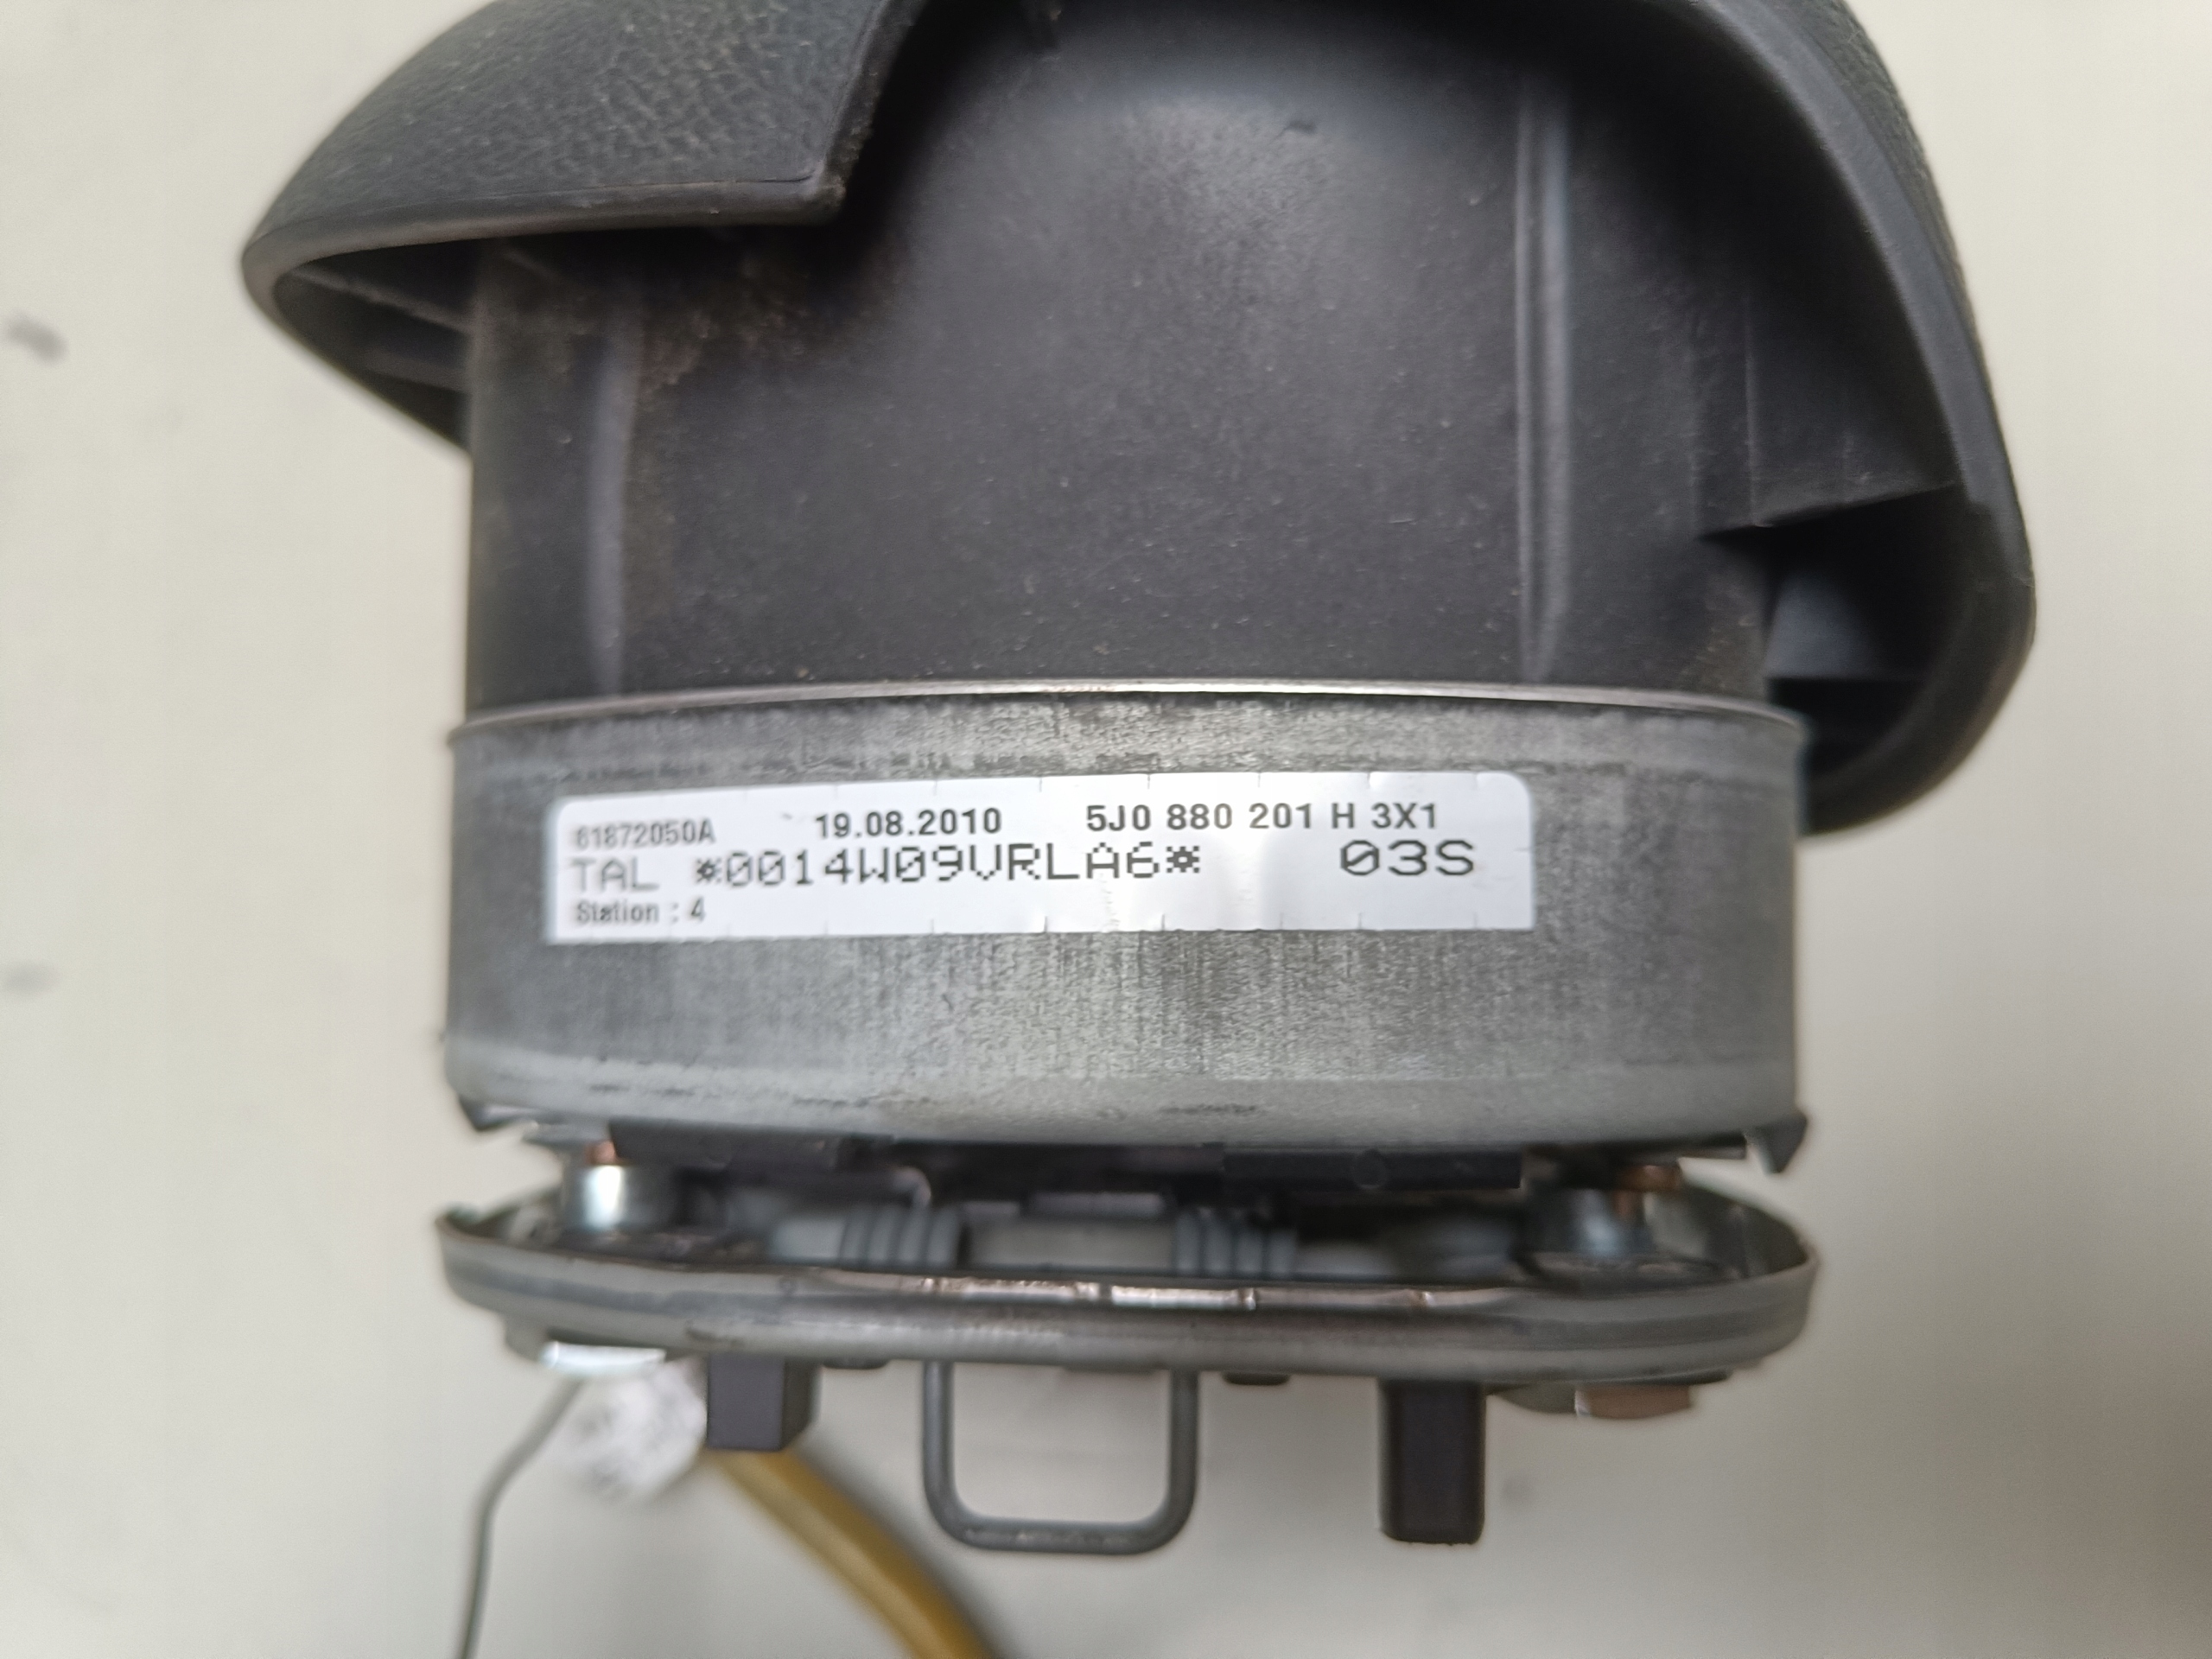 61872050A 19.08.2010 5J0 880 201 H 3X1
TAL *0014W09VRLA6* 03S
Station : 4